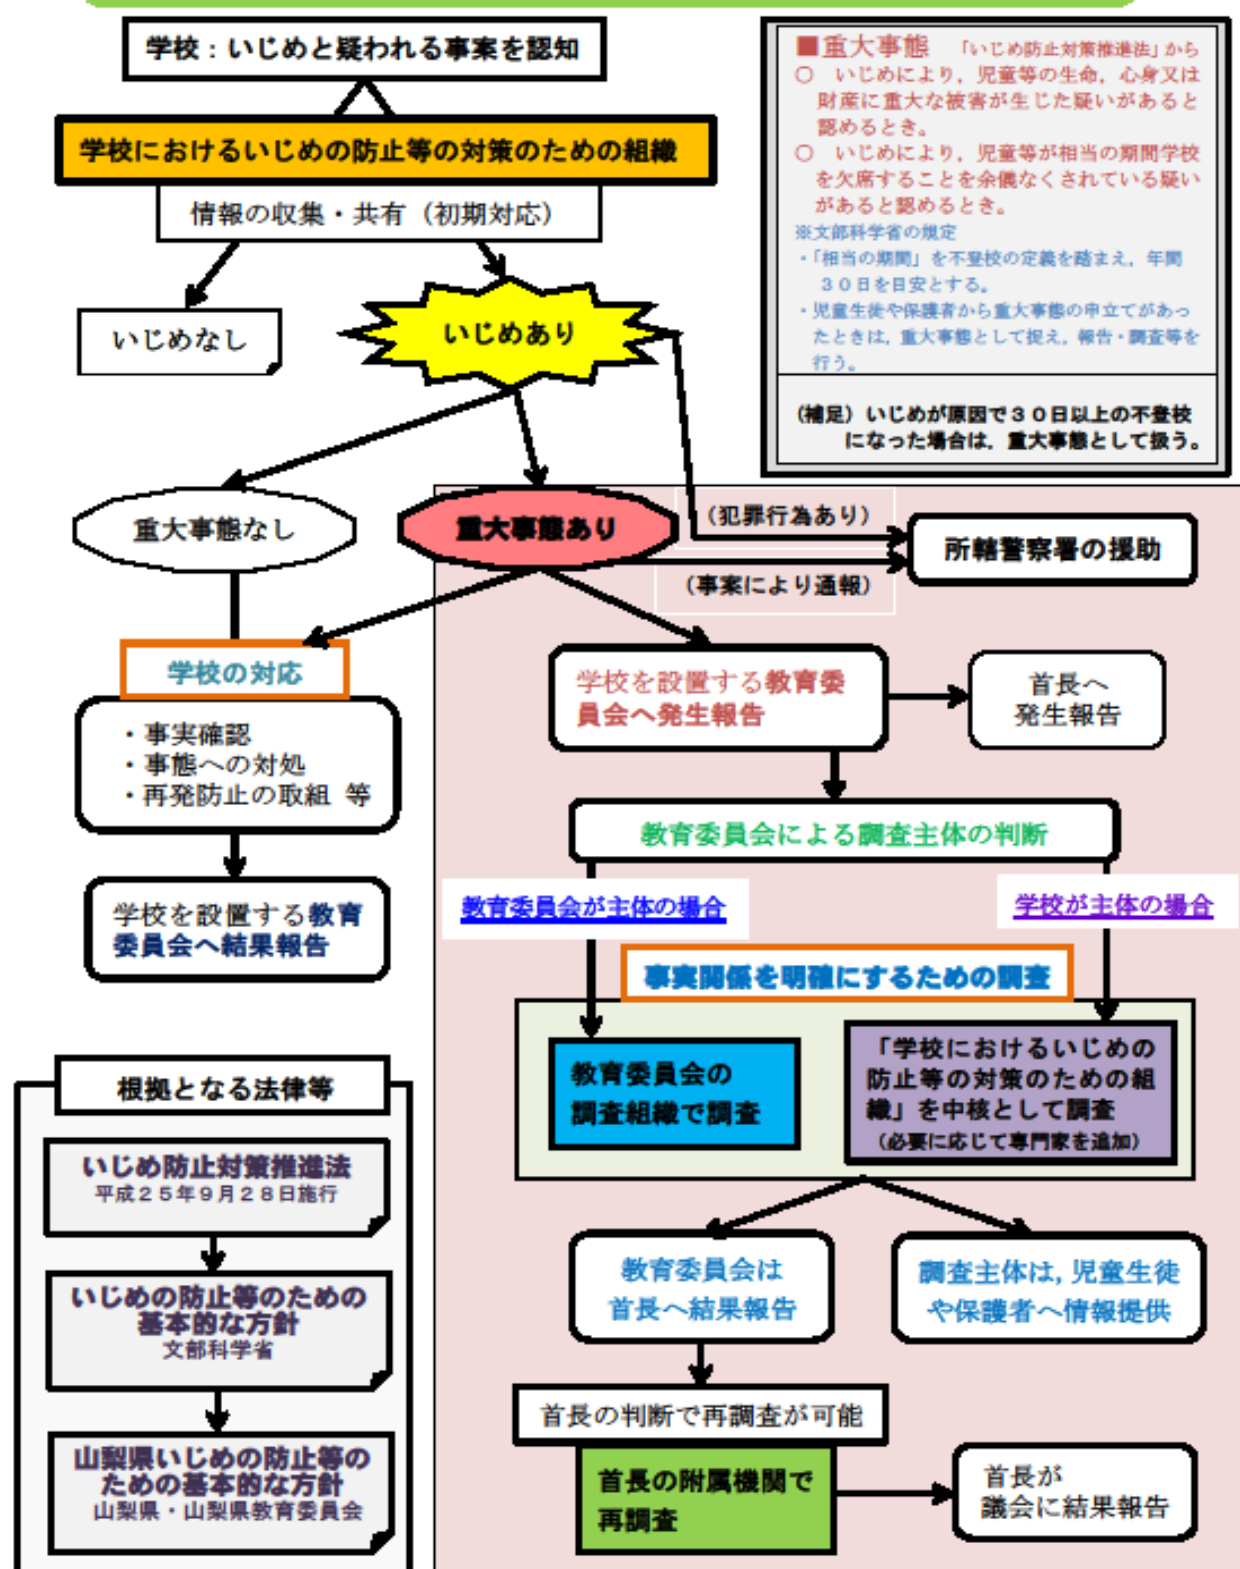 学校：いじめと疑われる事案を認知
学校におけるいじめの防止等の対策のための組織
情報の収集・共有（初期対応）
いじめなし
いじめあり
■重大事態　「いじめ防止対策推進法」から
○　いじめにより，児童等の生命，心身又は
財産に重大な被害が生じた疑いがあると
認めるとき。
○　いじめにより，児童等が相当の期間学校
を欠席することを余儀なくされている疑い
があると認めるとき。
※文部科学省の規定
・「相当の期間」を不登校の定義を踏まえ，年間
３０日を目安とする。
・児童生徒や保護者から重大事態の申立てがあっ
たときは，重大事態として捉え，報告・調査等を
行う。
（補足）いじめが原因で３０日以上の不登校
になった場合は，重大事態として扱う。
重大事態なし
重大事態あり
（犯罪行為あり）
（事案により通報）
所轄警察署の援助
学校の対応
・事実確認
・事態への対処
・再発防止の取組 等
学校を設置する教育
委員会へ結果報告
学校を設置する教育委
員会へ発生報告
首長へ
発生報告
教育委員会による調査主体の判断
教育委員会が主体の場合
学校が主体の場合
事実関係を明確にするための調査
教育委員会の
調査組織で調査
「学校におけるいじめの
防止等の対策のための組
織」を中核として調査
（必要に応じて専門家を追加）
教育委員会は
首長へ結果報告
調査主体は，児童生徒
や保護者へ情報提供
首長の判断で再調査が可能
首長の附属機関で
再調査
首長が
議会に結果報告
根拠となる法律等
いじめ防止対策推進法
平成２５年９月２８日施行
いじめの防止等のための
基本的な方針
文部科学省
山梨県いじめの防止等の
ための基本的な方針
山梨県・山梨県教育委員会